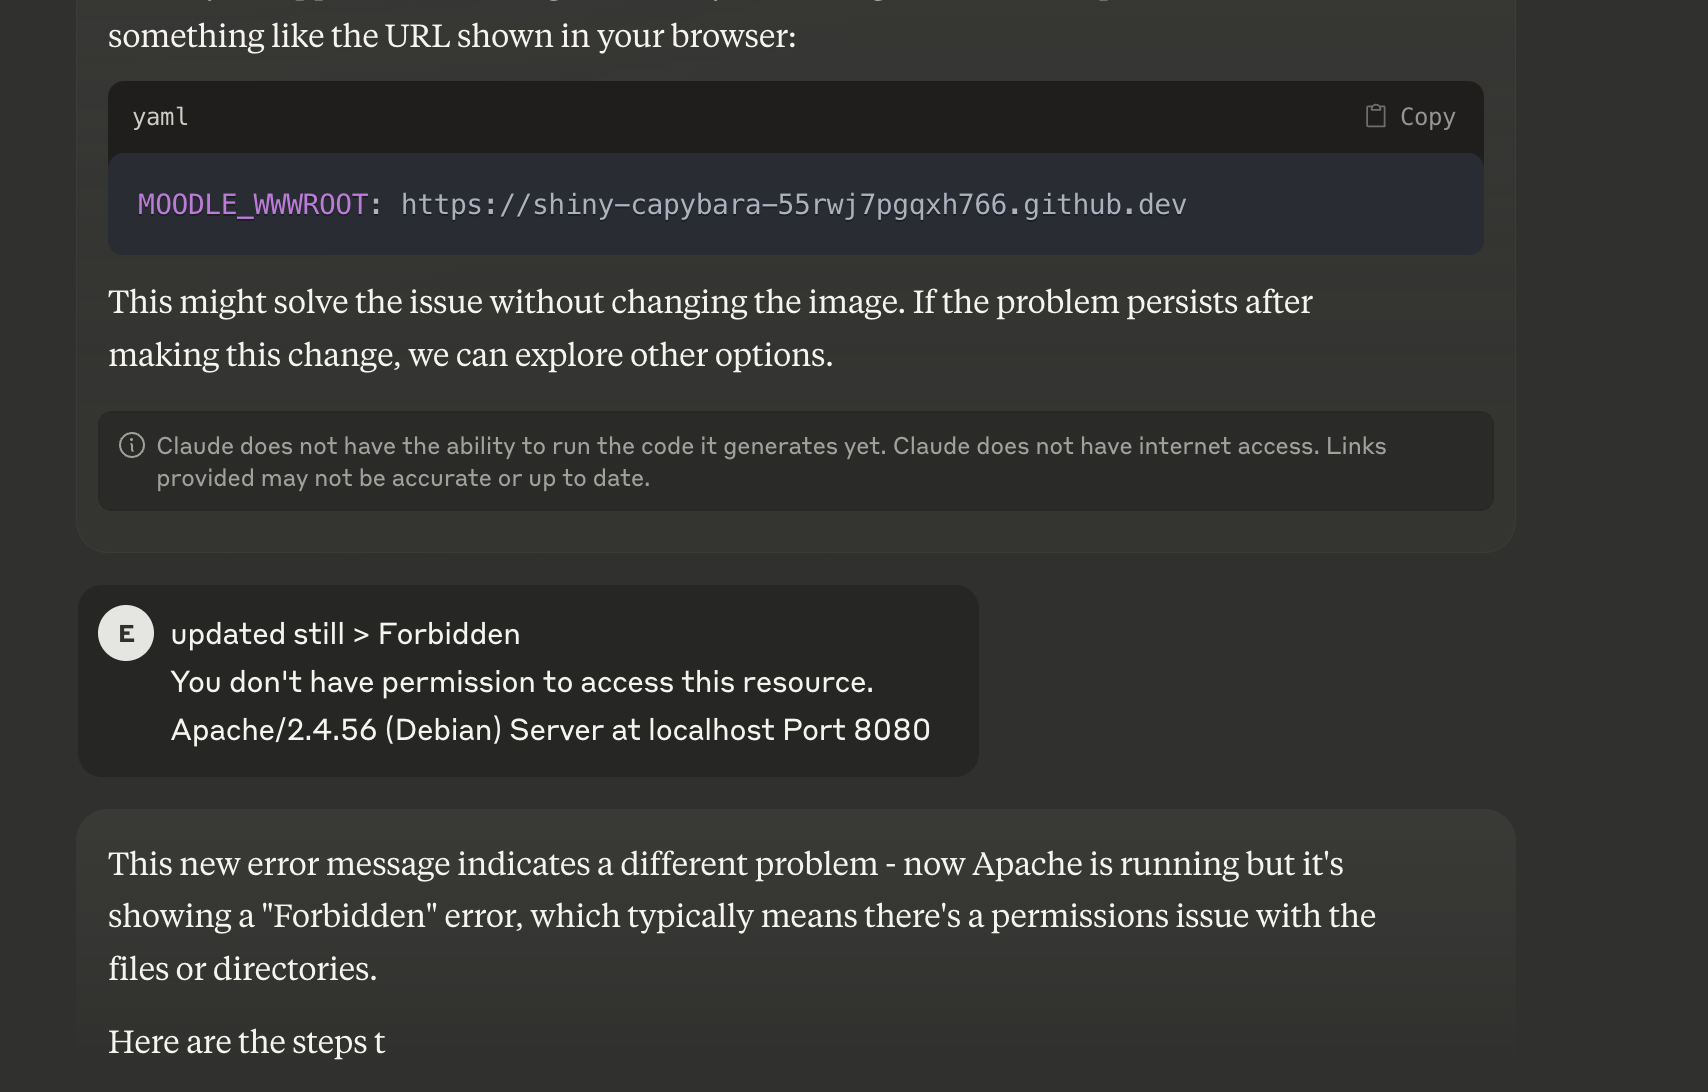 something like the URL shown in your browser:
yaml
Copy
MOODLE_WWWROOT: https://shiny-capybara-55rwj7pgqxh766.github.dev
This might solve the issue without changing the image. If the problem persists after
making this change, we can explore other options.
Claude does not have the ability to run the code it generates yet. Claude does not have internet access. Links
provided may not be accurate or up to date.
E
updated still > Forbidden
You don't have permission to access this resource.
Apache/2.4.56 (Debian) Server at localhost Port 8080
This new error message indicates a different problem - now Apache is running but it's
showing a "Forbidden" error, which typically means there's a permissions issue with the
files or directories.
Here are the steps t